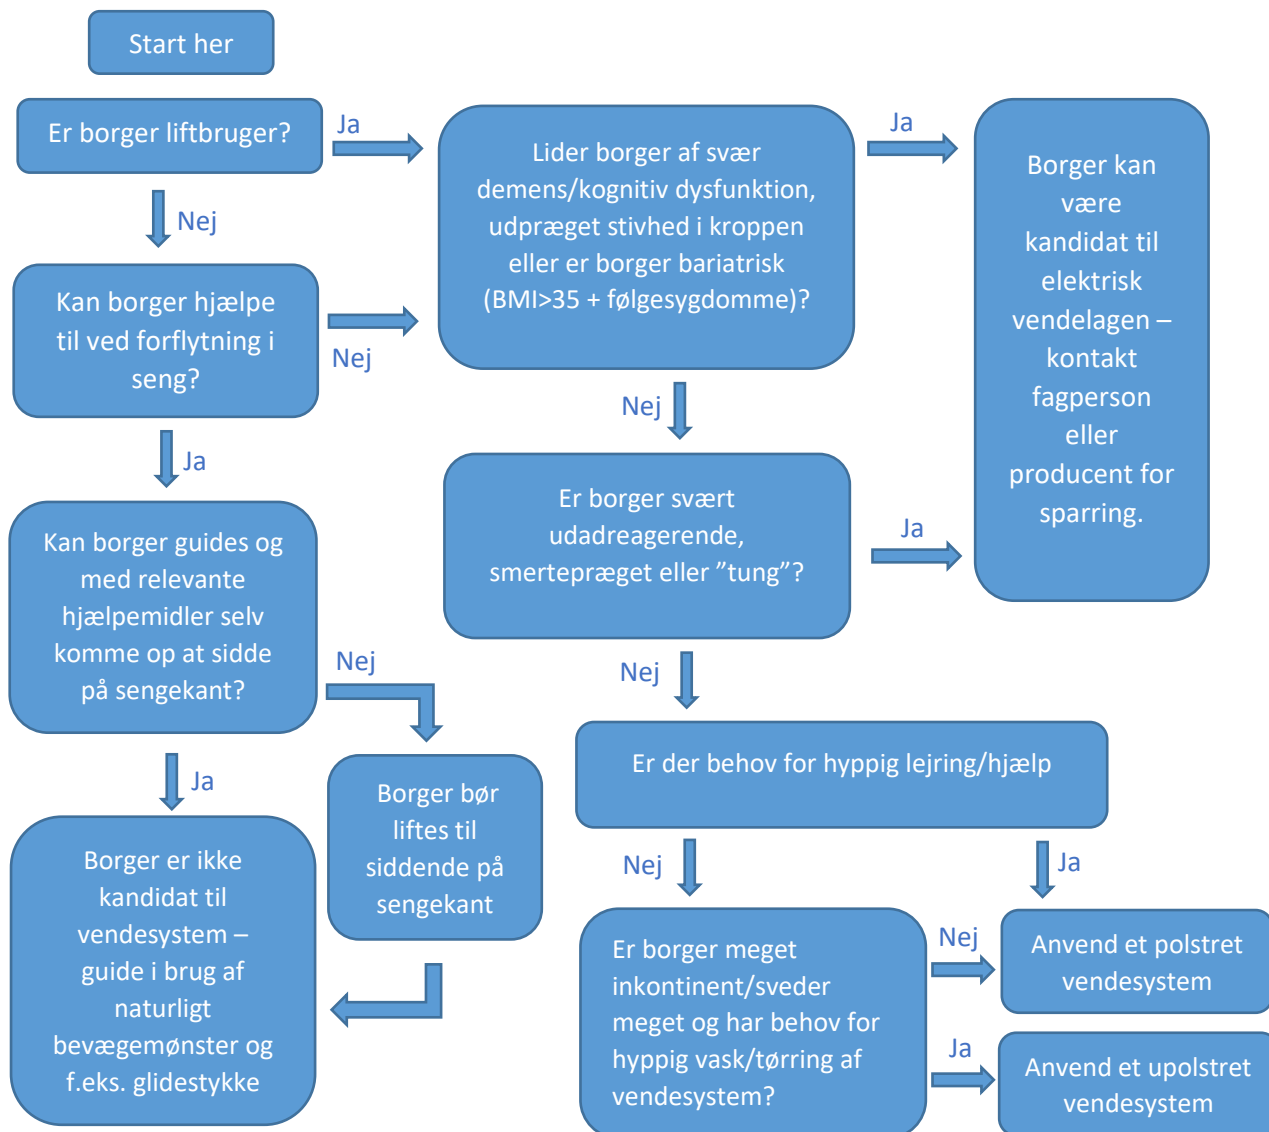 Start her
Er borger liftbruger?
Ja
Nej
Lider borger af svær
demens/kognitiv dysfunktion,
udpræget stivhed i kroppen
eller er borger bariatrisk
(BMI>35 + følgesygdomme)?
Ja
Borger kan
være
kandidat til
elektrisk
vendelagen –
kontakt
fagperson
eller
producent for
sparring.
Kan borger hjælpe
til ved forflytning i
seng?
Nej
Ja
Nej
Er borger svært
udadreagerende,
smertepræget eller ”tung”?
Ja
Kan borger guides og
med relevante
hjælpemidler selv
komme op at sidde
på sengekant?
Nej
Ja
Nej
Er der behov for hyppig lejring/hjælp
Borger bør
liftes til
siddende på
sengekant
Nej
Ja
Borger er ikke
kandidat til
vendesystem –
guide i brug af
naturligt
bevægemønster og
f.eks. glidestykke
Er borger meget
inkontinent/sveder
meget og har behov for
hyppig vask/tørring af
vendesystem?
Nej
Anvend et polstret
vendesystem
Ja
Anvend et upolstret
vendesystem